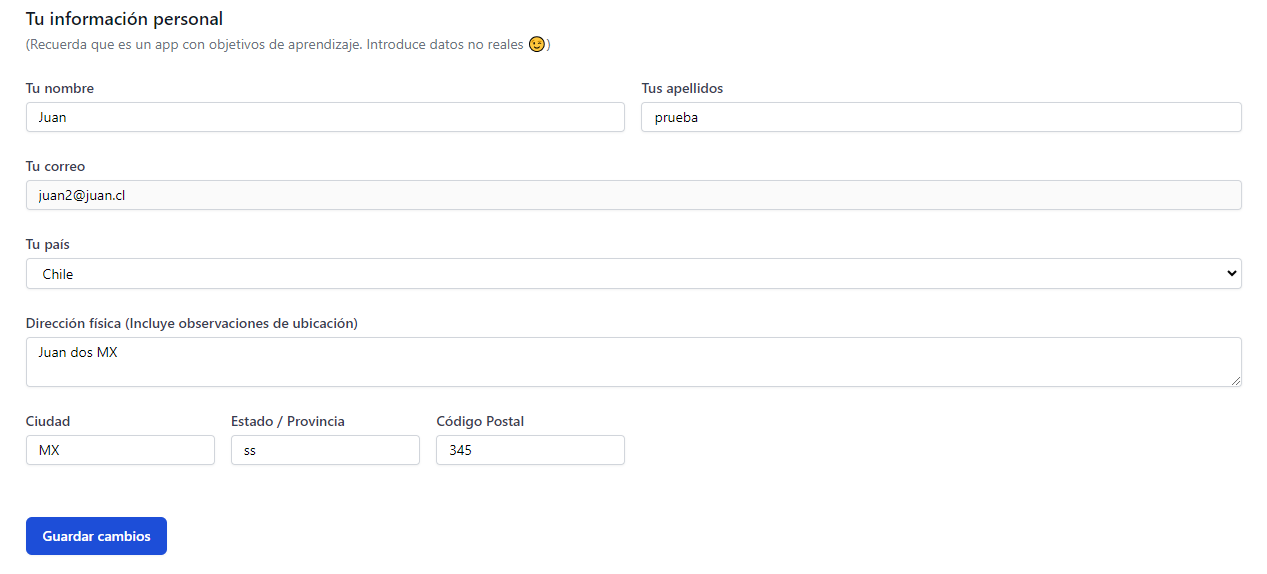 Tu información personal
(Recuerda que es un app con objetivos de aprendizaje. Introduce datos no reales 😉)
Tu nombre Tus apellidos
Juan prueba
Tu correo
juan2@juan.cl
Tu país
Chile
Dirección física (Incluye observaciones de ubicación)
Juan dos MX
Ciudad Estado / Provincia Código Postal
MX ss 345
Guardar cambios